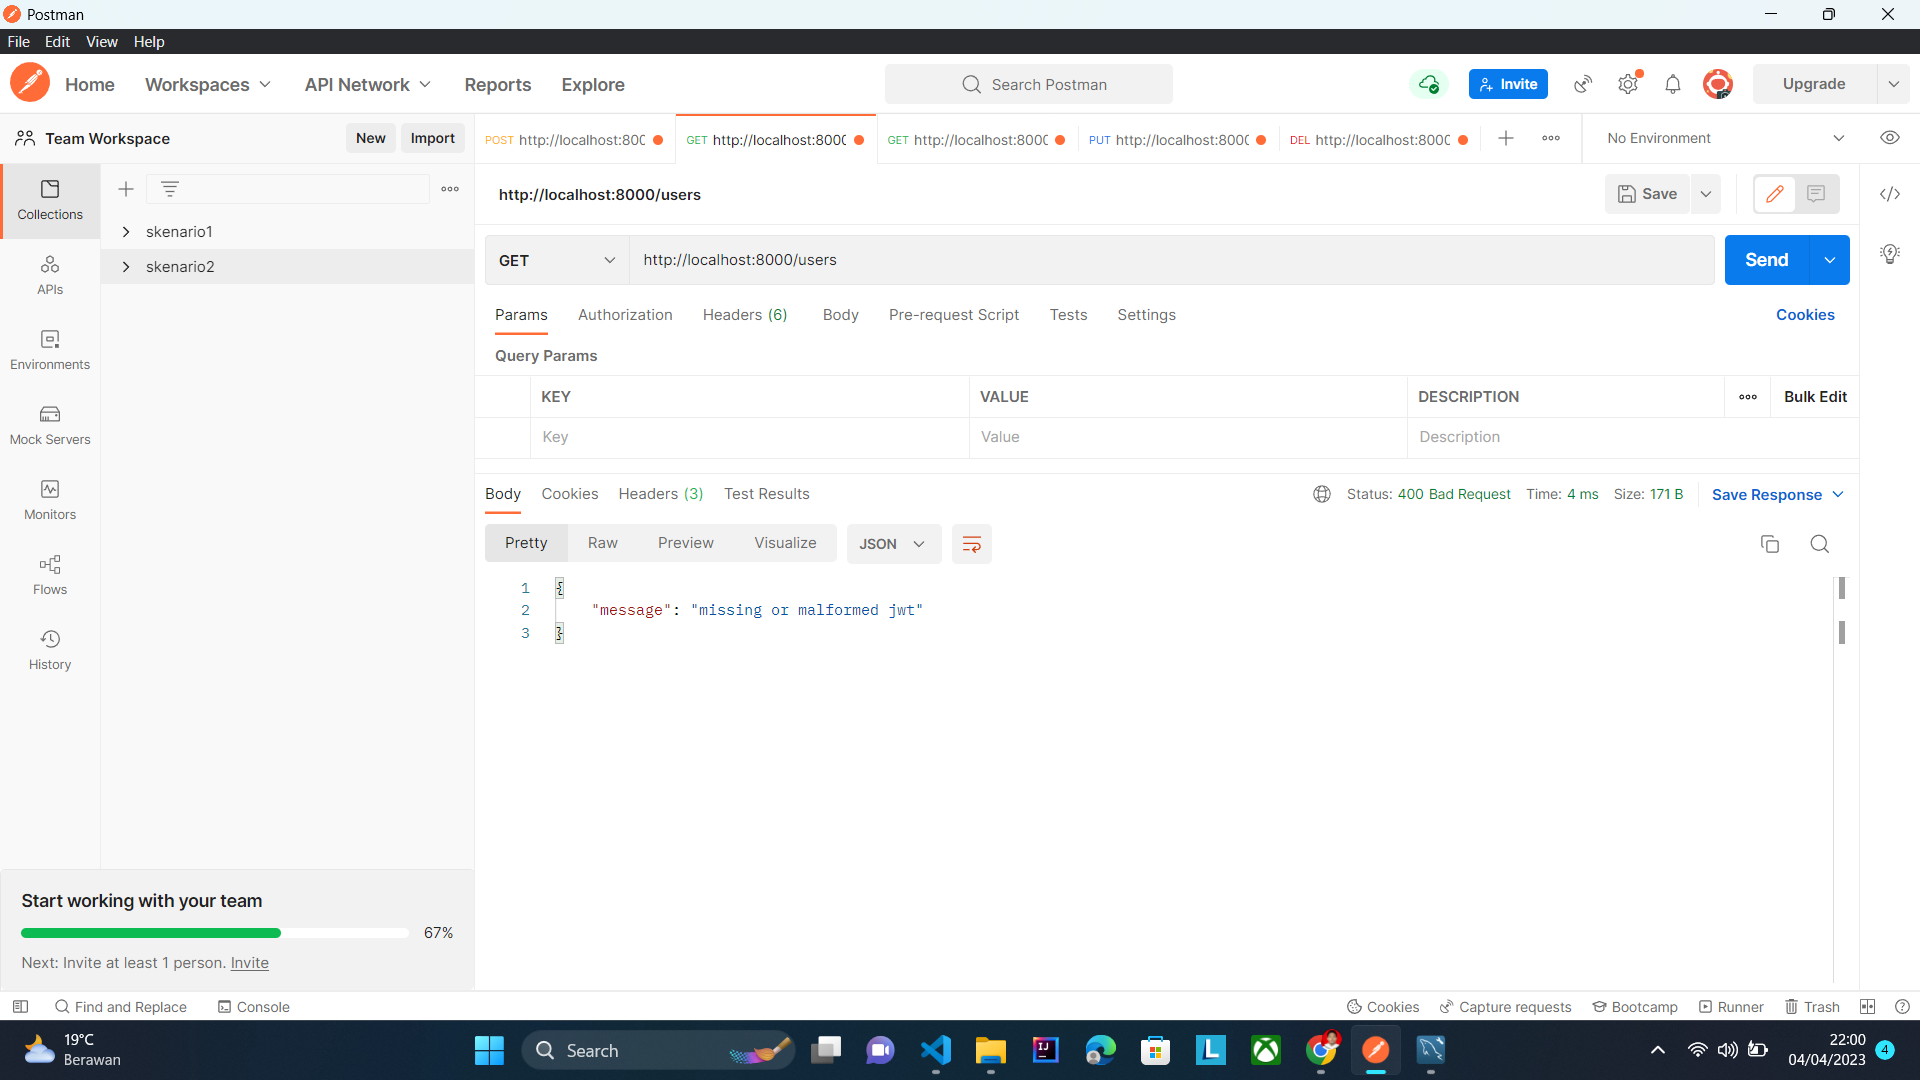 Postman
File Edit View Help
Home Workspaces API Network Reports Explore Search Postman Invite Upgrade
Team Workspace New Import POST http://localhost:800 GET http://localhost:8000 GET http://localhost:8000 PUT http://localhost:8000 DEL http://localhost:8000 No Environment
Collections
APIs
Environments
Mock Servers
Monitors
Flows
History
skenario1
skenario2
http://localhost:8000/users Save
GET http://localhost:8000/users Send
Params Authorization Headers (6) Body Pre-request Script Tests Settings Cookies
Query Params
KEY VALUE DESCRIPTION Bulk Edit
Key Value Description
Body Cookies Headers (3) Test Results Status: 400 Bad Request Time: 4 ms Size: 171 B Save Response
Pretty Raw Preview Visualize JSON
1 {
2 "message": "missing or malformed jwt"
3 }
Start working with your team
67%
Next: Invite at least 1 person. Invite
Find and Replace Console Cookies Capture requests Bootcamp Runner Trash
19°C
Berawan
Search
22:00
04/04/2023
4